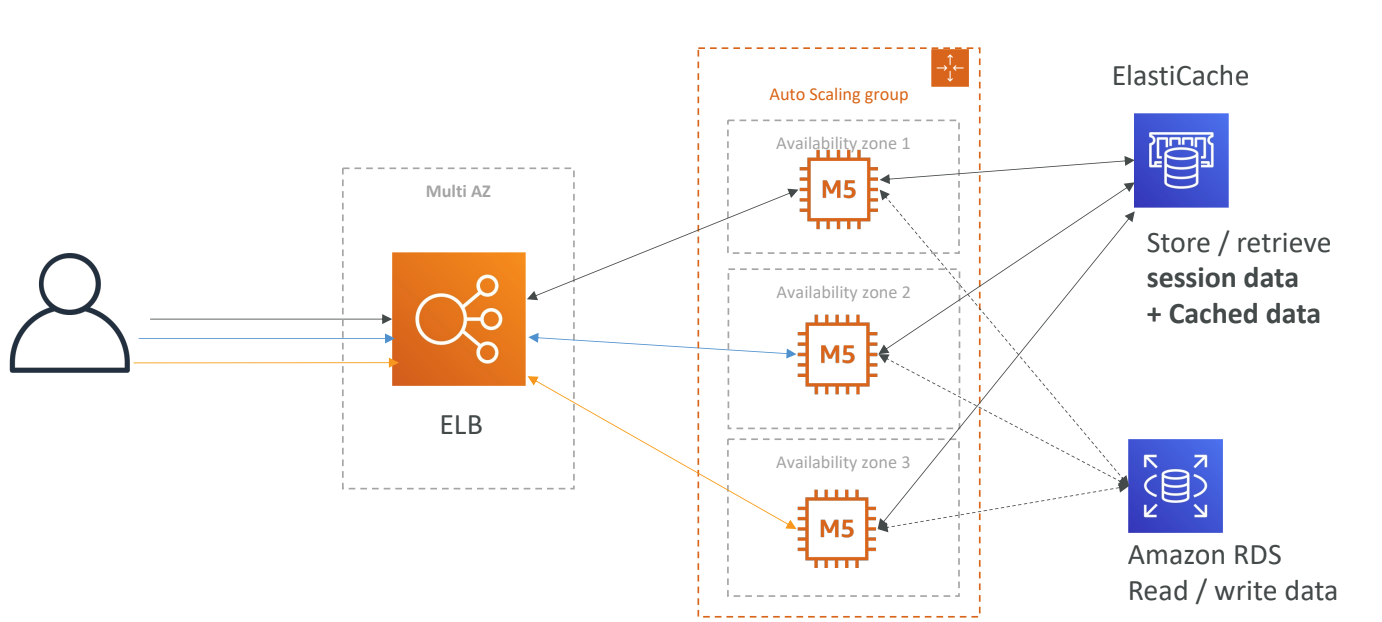 ElastiCache
Auto Scaling group
Availability zone 1
M5
Multi AZ
Store / retrieve
session data
+ Cached data
Availability zone 2
M5
ELB
Availability zone 3
M5
Amazon RDS
Read / write data